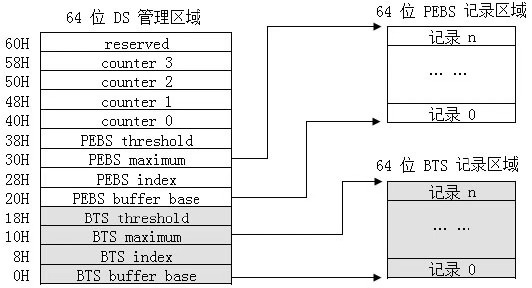 64 位 DS 管理区域
60H reserved
58H counter 3
50H counter 2
48H counter 1
40H counter 0
38H PEBS threshold
30H PEBS maximum
28H PEBS index
20H PEBS buffer base
18H BTS threshold
10H BTS maximum
8H BTS index
0H BTS buffer base
64 位 PEBS 记录区域
记录 n
... ...
记录 0
64 位 BTS 记录区域
记录 n
... ...
记录 0